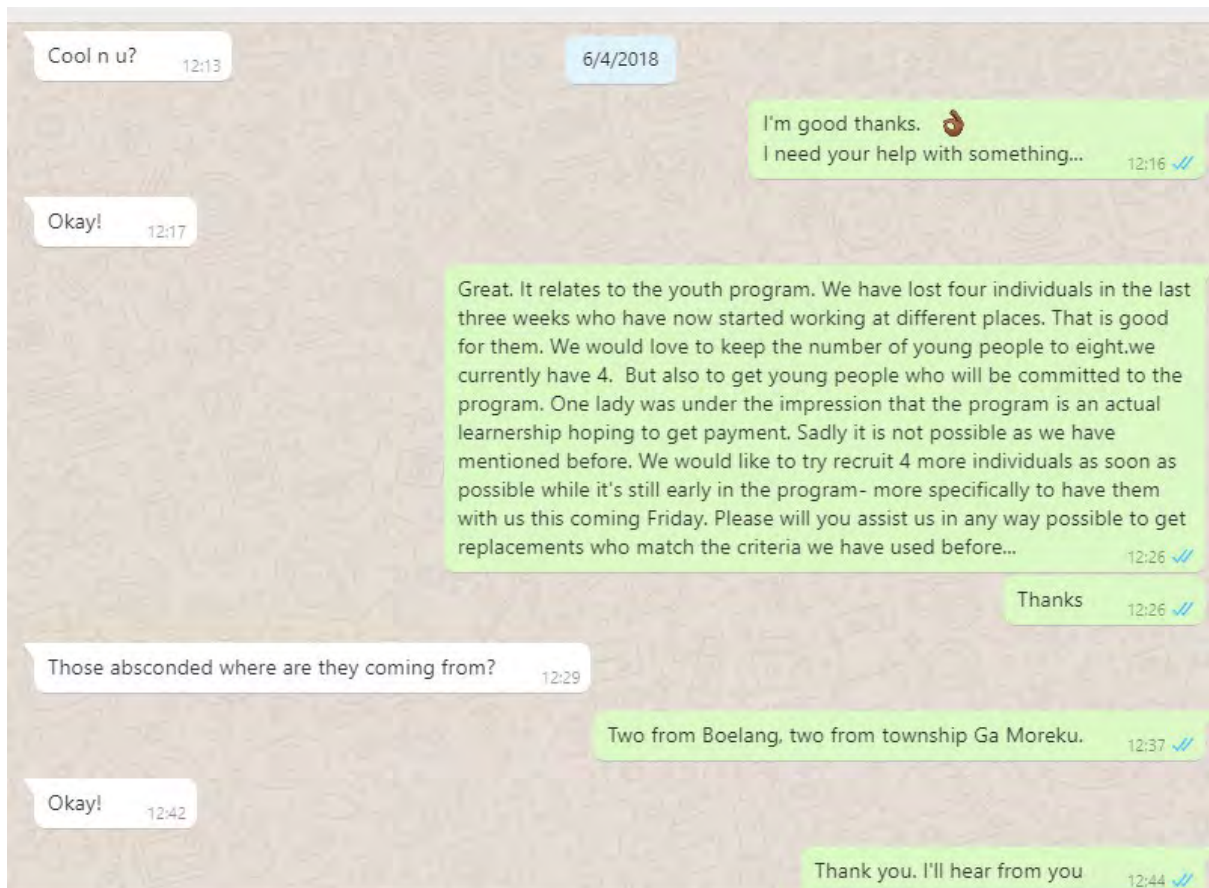 Cool n u? 12:13
6/4/2018
I'm good thanks. 👌🏾
I need your help with something... 12:16
Okay! 12:17
Great. It relates to the youth program. We have lost four individuals in the last
three weeks who have now started working at different places. That is good
for them. We would love to keep the number of young people to eight.we
currently have 4.  But also to get young people who will be committed to the
program. One lady was under the impression that the program is an actual
learnership hoping to get payment. Sadly it is not possible as we have
mentioned before. We would like to try recruit 4 more individuals as soon as
possible while it's still early in the program- more specifically to have them
with us this coming Friday. Please will you assist us in any way possible to get
replacements who match the criteria we have used before... 12:26
Thanks 12:26
Those absconded where are they coming from? 12:29
Two from Boelang, two from township Ga Moreku. 12:37
Okay! 12:42
Thank you. I'll hear from you 12:44